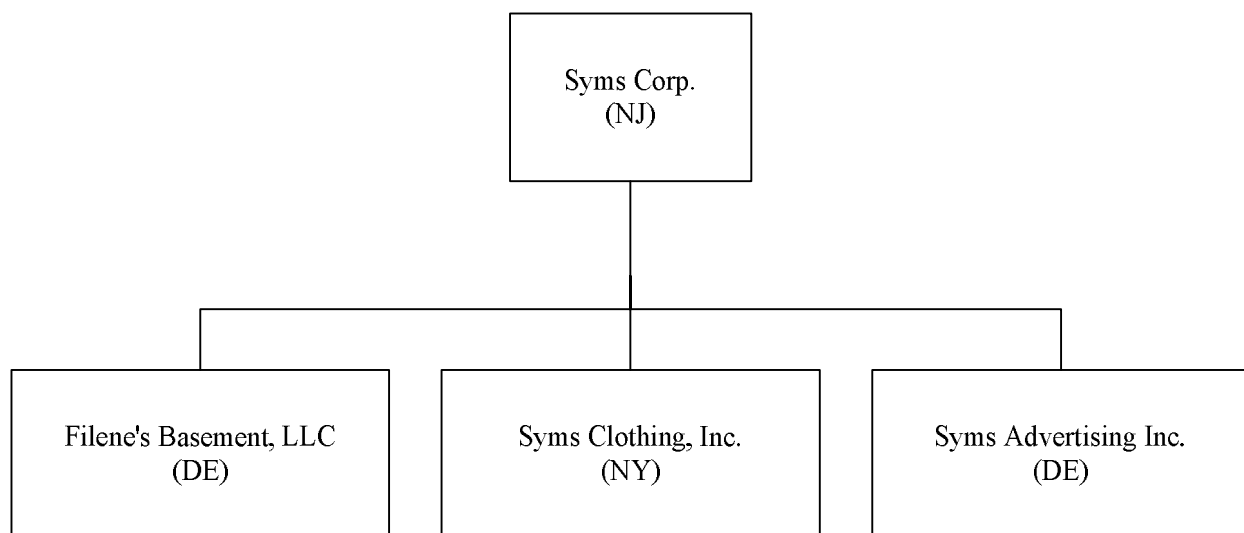 Syms Corp.
(NJ)
Filene's Basement, LLC
(DE)
Syms Clothing, Inc.
(NY)
Syms Advertising Inc.
(DE)